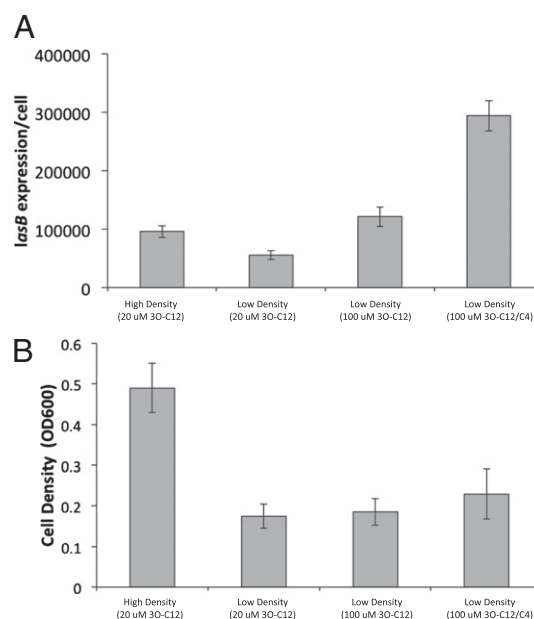 A
400000
300000
200000
100000
0
lasB expression/cell
High Density
(20 uM 3O-C12)
Low Density
(20 uM 3O-C12)
Low Density
(100 uM 3O-C12)
Low Density
(100 uM 3O-C12/C4)
B
0.6
0.5
0.4
0.3
0.2
0.1
0
Cell Density (OD600)
High Density
(20 uM 3O-C12)
Low Density
(20 uM 3O-C12)
Low Density
(100 uM 3O-C12)
Low Density
(100 uM 3O-C12/C4)